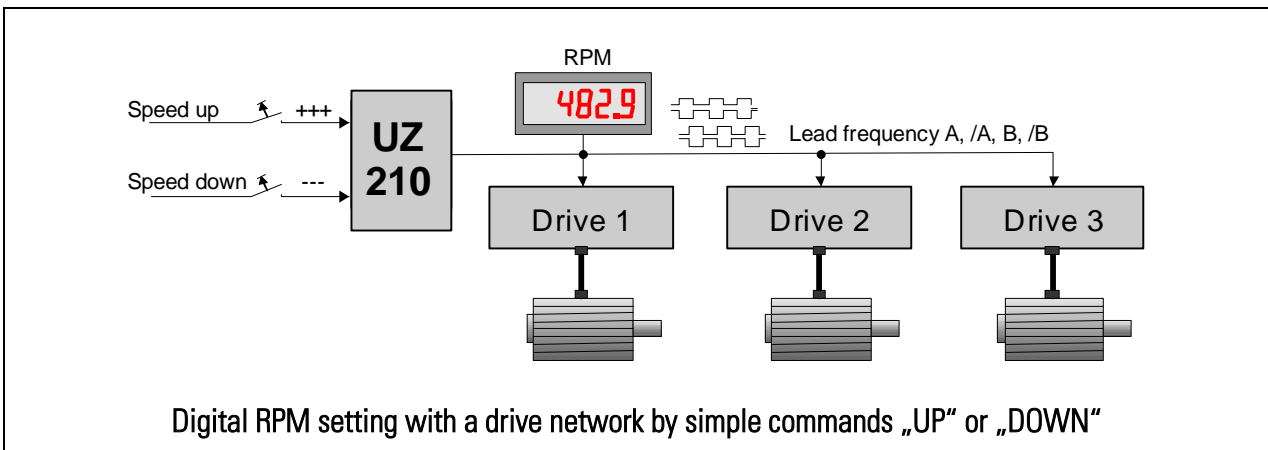 RPM
482.9
Speed up +++
UZ
210
Lead frequency A, /A, B, /B
Speed down ---
Drive 1 Drive 2 Drive 3
Digital RPM setting with a drive network by simple commands „UP“ or „DOWN“